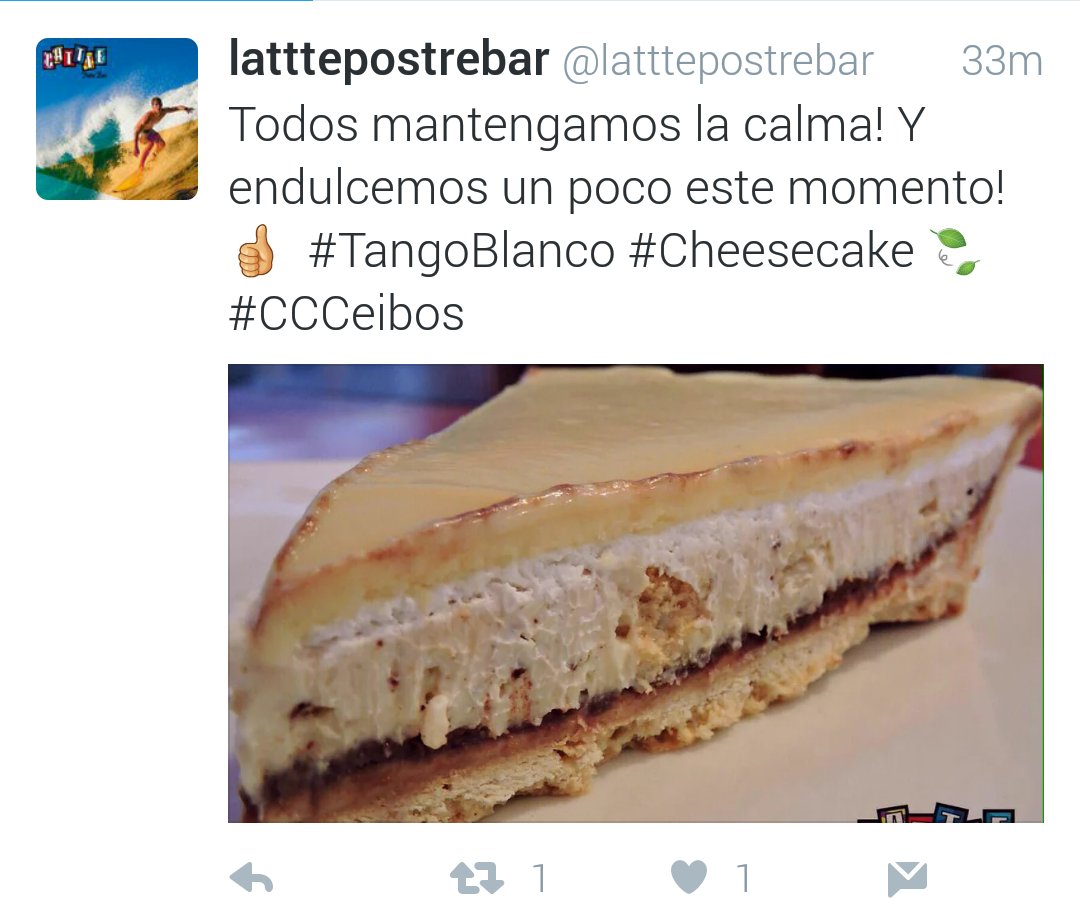 latttepostrebar @latttepostrebar 33m
Todos mantengamos la calma! Y
endulcemos un poco este momento!
👍 #TangoBlanco #Cheesecake 🍃
#CCCeibos
1 1